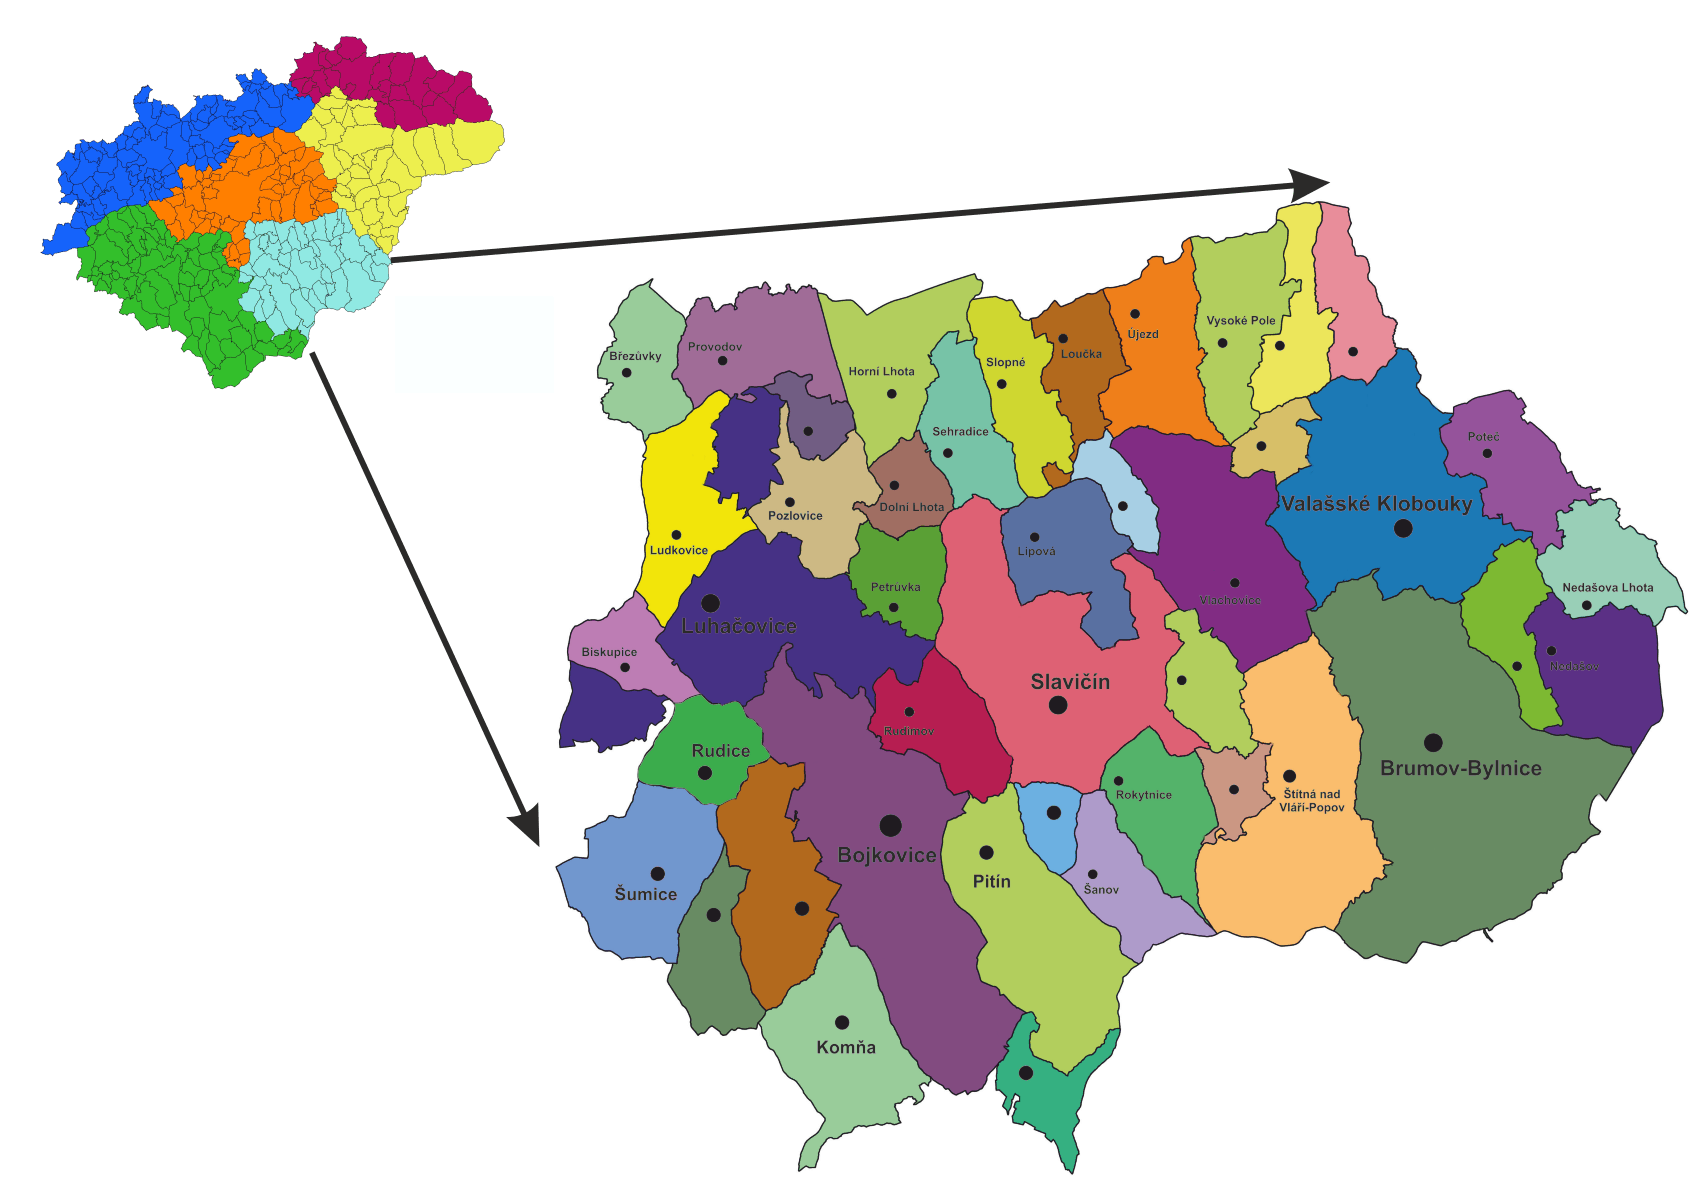 Vysoké Pole
Újezd
Provodov
Břežůvky
Loučka
Slopné
Horní Lhota
Sehradice
Poteč
Valašské Klobouky
Dolní Lhota
Pozlovice
Ludkovice
Lipová
Petrůvka
Nedašova Lhota
Vlachovice
Luhačovice
Biskupice
Nedašov
Slavičín
Rudimov
Rudice
Brumov-Bylnice
Rokytnice
Štítná nad
Vláří-Popov
Bojkovice
Pitín
Šanov
Šumice
Komňa